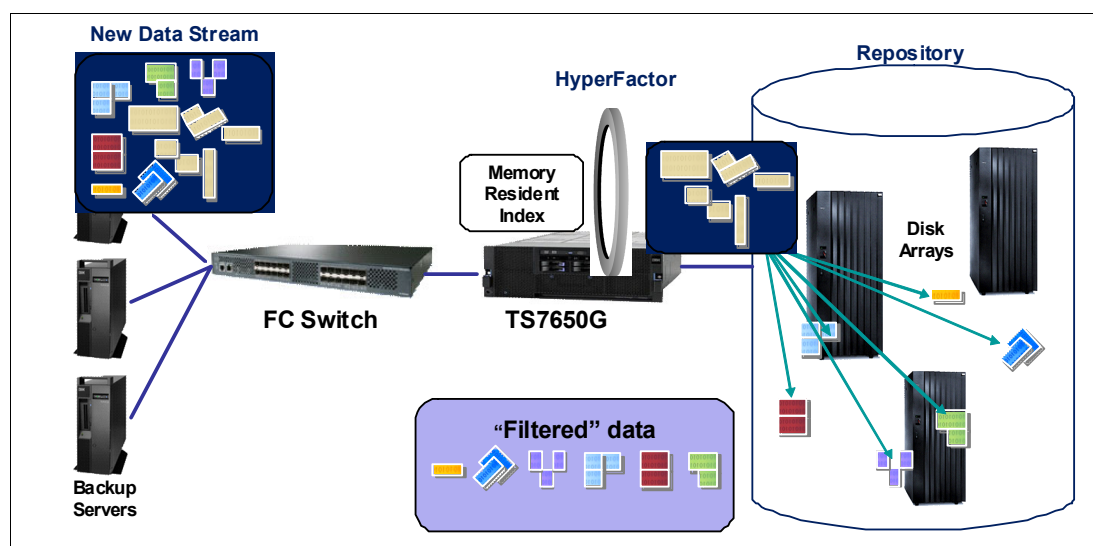 New Data Stream
HyperFactor
Repository
Memory
Resident
Index
Disk
Arrays
FC Switch
TS7650G
“Filtered” data
Backup
Servers